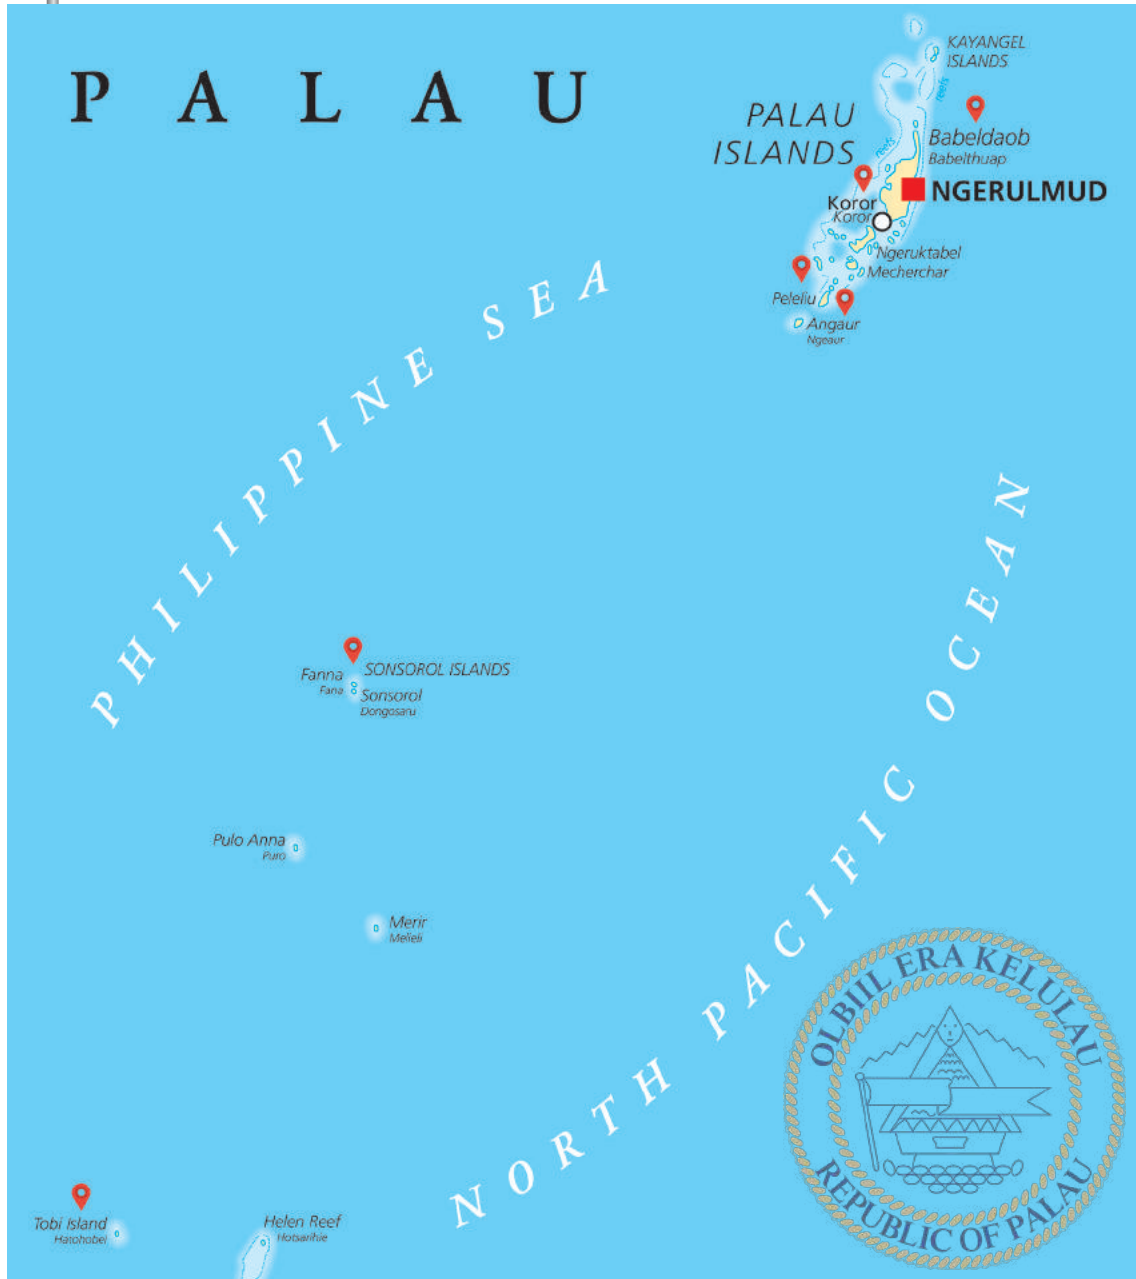 PALAU
KAYANGEL
ISLANDS
reefs
PALAU
ISLANDS
reefs
Babeldaob
Babelthuap
NGERULMUD
Koror
Koror
Ngeruktabel
Mecherchar
Peleliu
Angaur
Ngeaur
PHILIPPINE SEA
NORTH PACIFIC OCEAN
Fanna
Fana
SONSOROL ISLANDS
Sonsorol
Dongosaru
Pulo Anna
Puro
Merir
Melieli
Tobi Island
Hatohobei
Helen Reef
Hotsarihie
OLBIIL ERA KELULAU
REPUBLIC OF PALAU